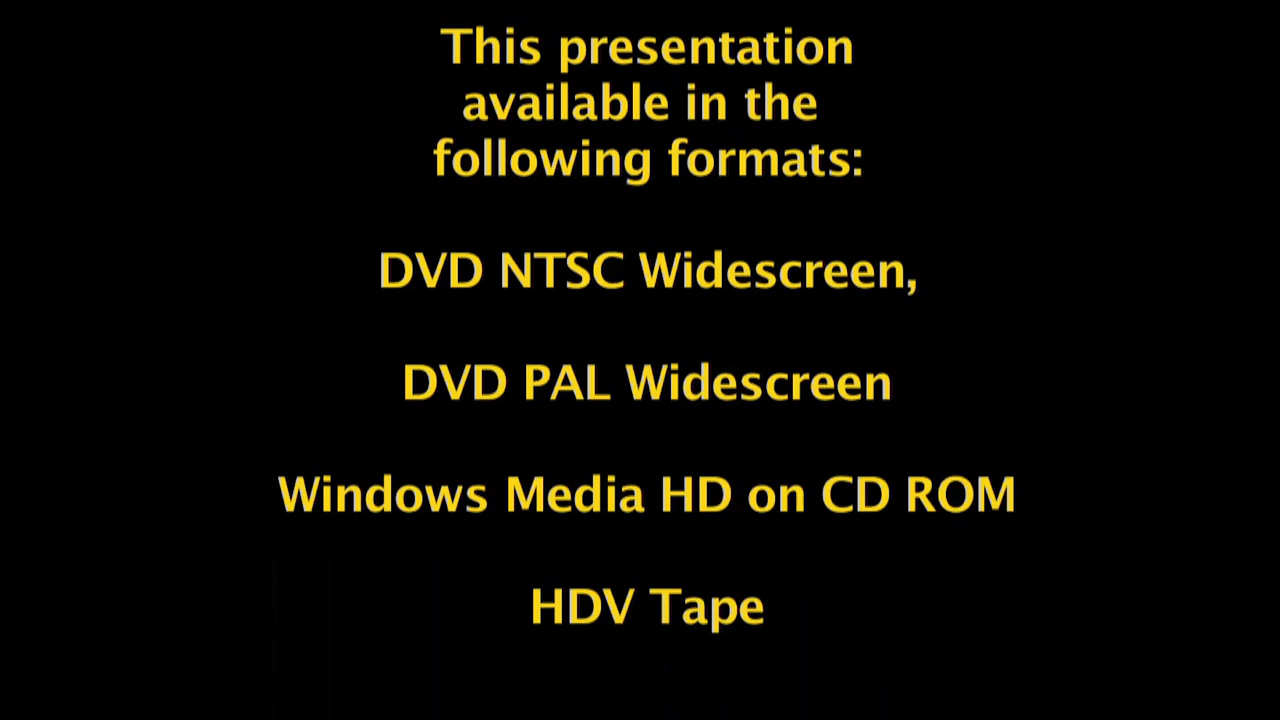 This presentation
available in the
following formats:
DVD NTSC Widescreen,
DVD PAL Widescreen
Windows Media HD on CD ROM
HDV Tape